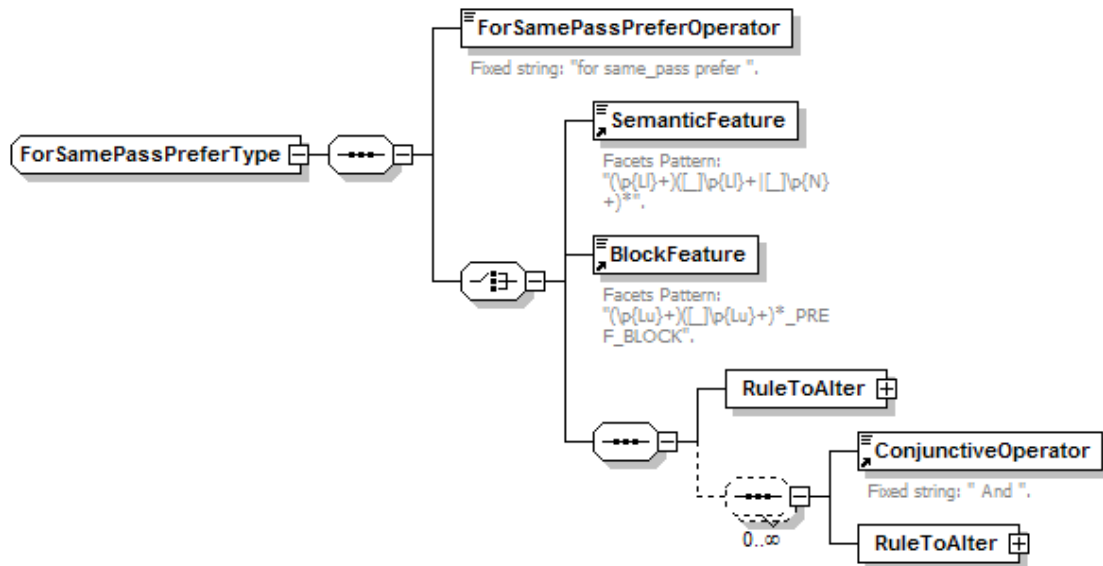 ForSamePassPreferOperator
Fixed string: "for same_pass prefer ".
SemanticFeature
ForSamePassPreferType
Facets Pattern:
"(\p{Ll}+)([_]\p{Ll}+|[_]\p{N}
+)*".
BlockFeature
Facets Pattern:
"(\p{Lu}+)([_]\p{Lu}+)*_PRE
F_BLOCK".
RuleToAlter
ConjunctiveOperator
Fixed string: " And ".
0..∞
RuleToAlter